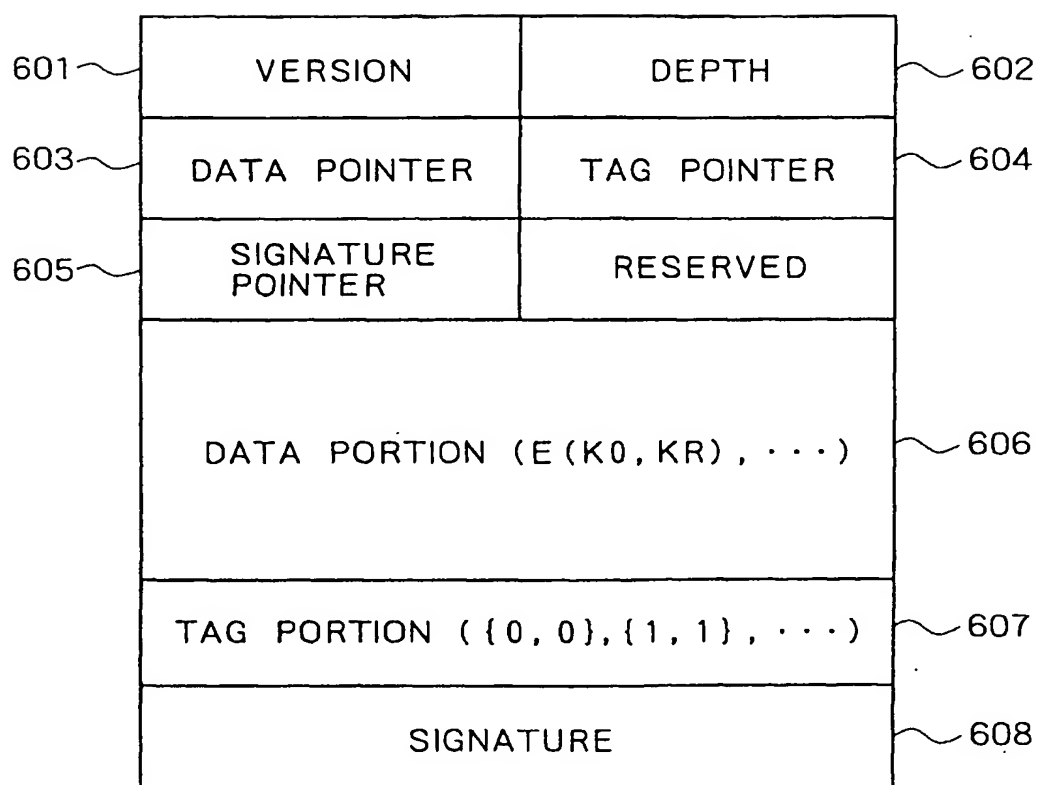 601 VERSION DEPTH 602
603 DATA POINTER TAG POINTER 604
605 SIGNATURE POINTER RESERVED
DATA PORTION (E(K0,KR),···) 606
TAG PORTION ({0,0},{1,1},···) 607
SIGNATURE 608